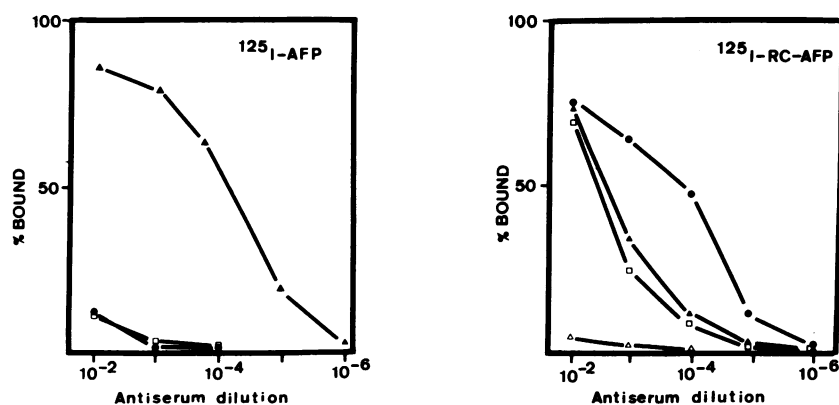 100
125I-AFP
50
% BOUND
10-2
10-4
10-6
Antiserum dilution
100
125I-RC-AFP
50
% BOUND
10-2
10-4
10-6
Antiserum dilution